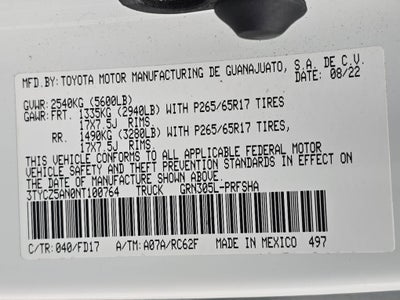 MFD.BY:TOYOTA MOTOR MANUFACTURING DE GUANAJUATO, S.A. DE C.V.
DATE: 08/22
GVWR:2540KG (5600LB)
GAWR:FRT. 1335KG (2940LB) WITH P265/65R17 TIRES
17X7.5J RIMS,
RR. 1490KG (3280LB) WITH P265/65R17 TIRES
17X7.5J RIMS,
THIS VEHICLE CONFORMS TO ALL APPLICABLE FEDERAL MOTOR
VEHICLE SAFETY AND THEFT PREVENTION STANDARDS IN EFFECT ON
THE DATE OF MANUFACTURE SHOWN ABOVE.
3TYCZ5AN0NT100764 TRUCK GRN305L-PRFSHA
C/TR:040/FD17 A/TM:A07A/RC62F MADE IN MEXICO 497